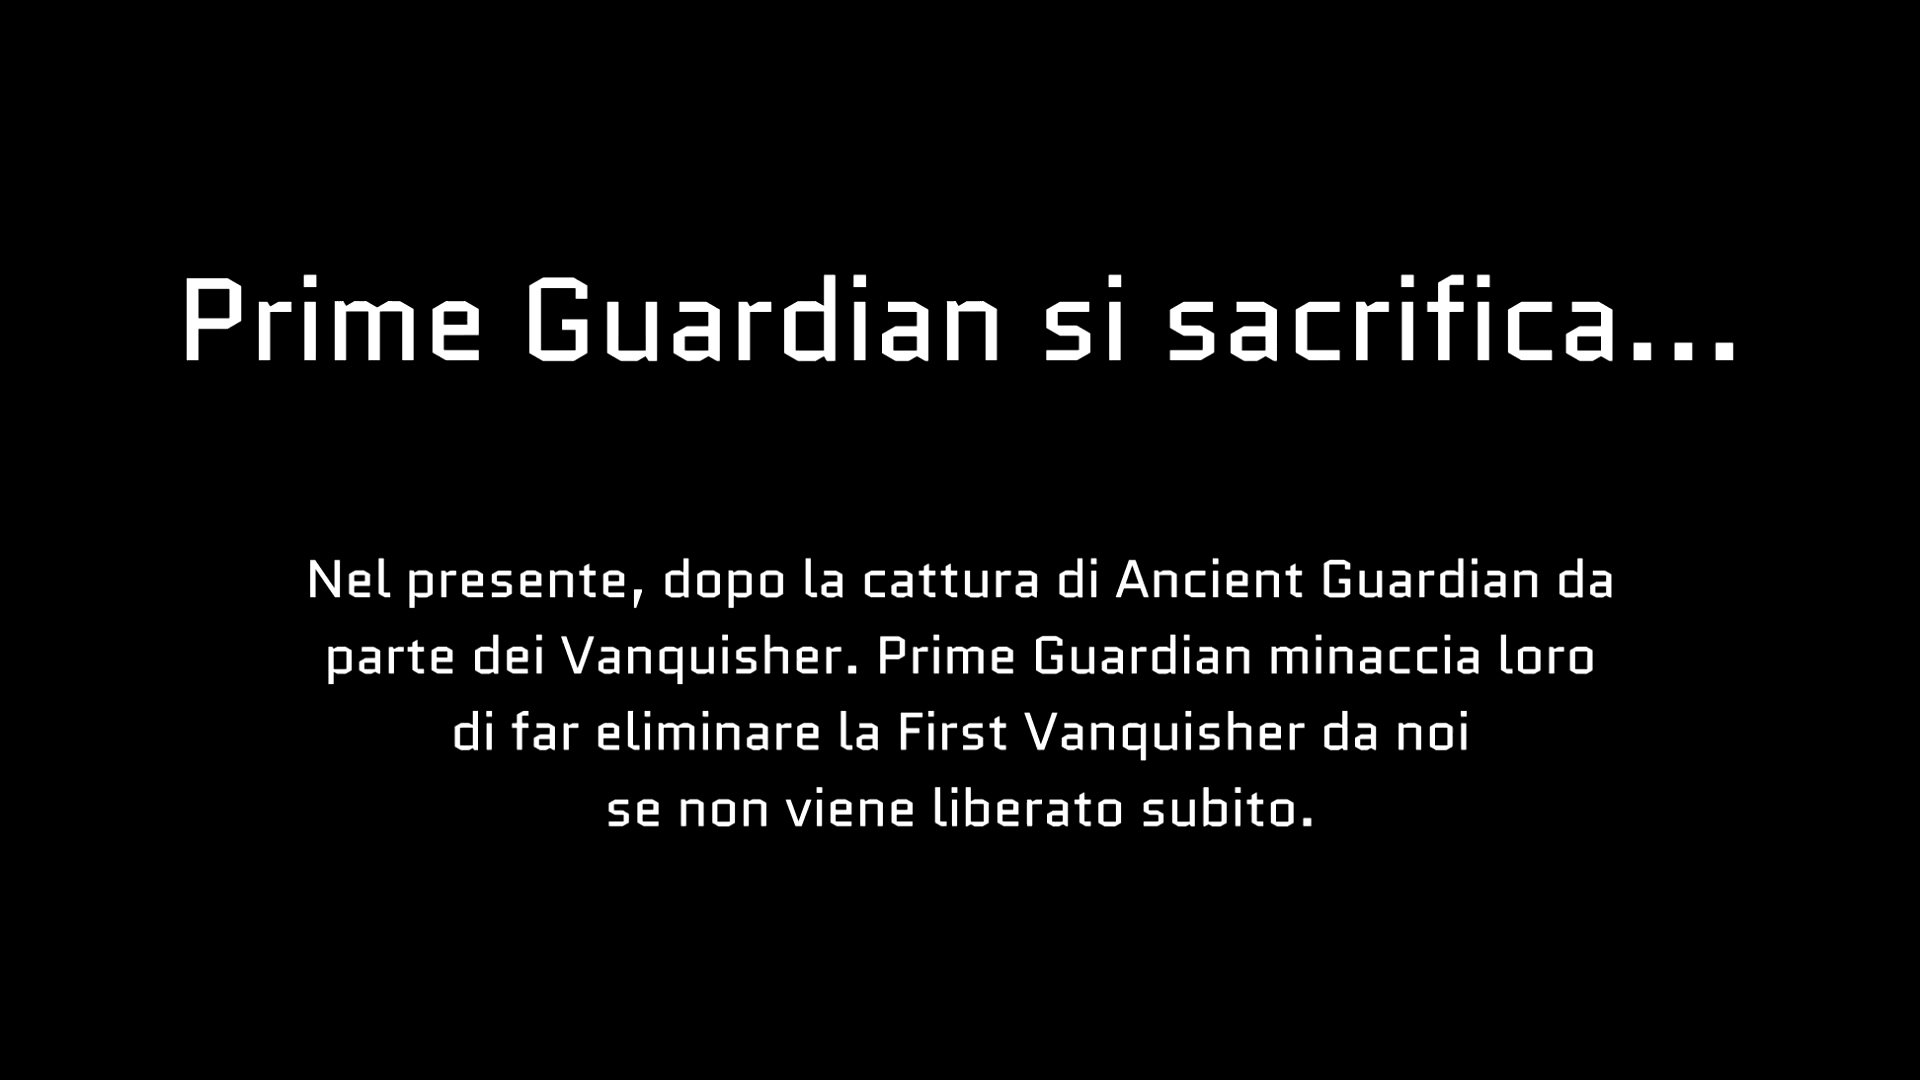 Prime Guardian si sacrifica...
Nel presente, dopo la cattura di Ancient Guardian da
parte dei Vanquisher. Prime Guardian minaccia loro
di far eliminare la First Vanquisher da noi
se non viene liberato subito.